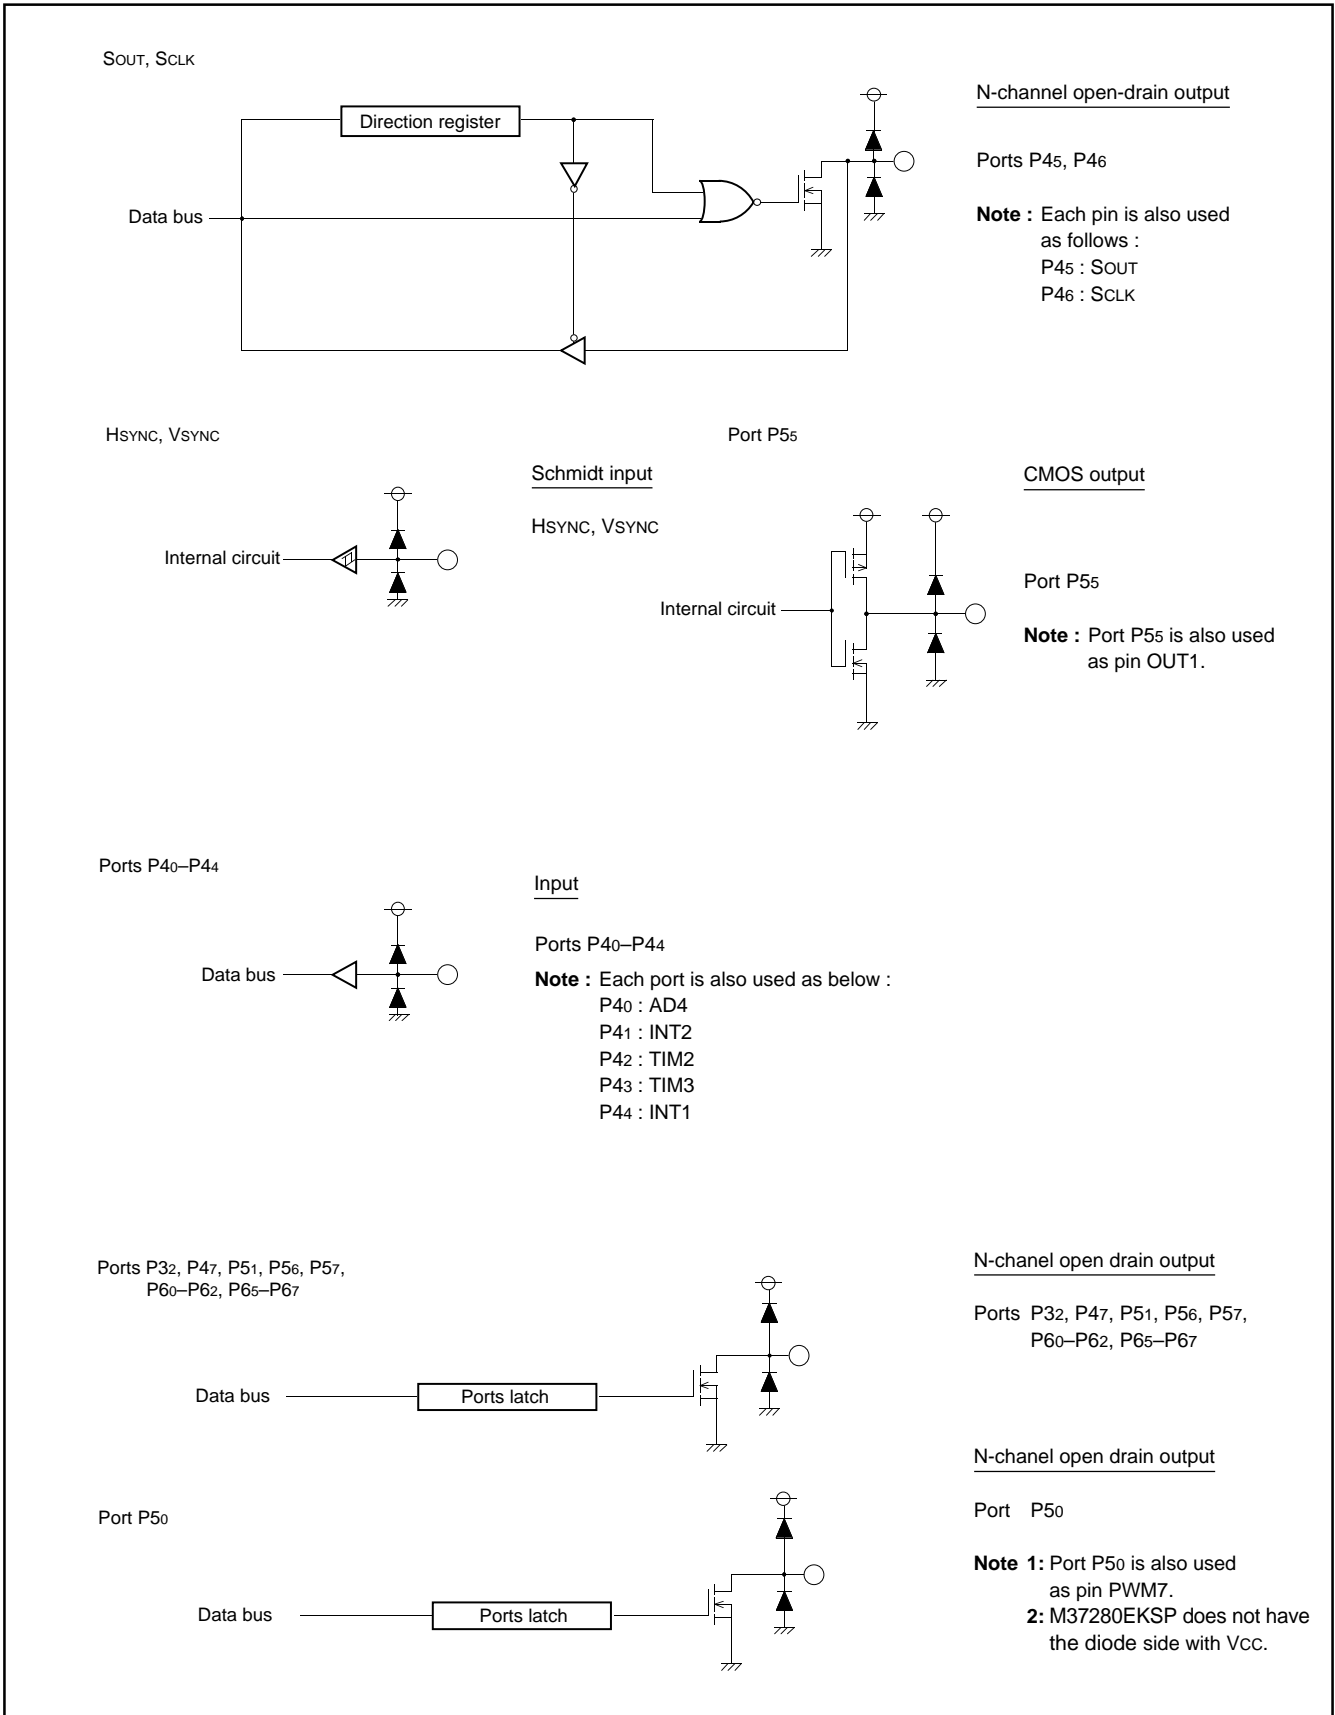 SOUT, SCLK
Direction register
Data bus
N-channel open-drain output
Ports P45, P46
Note : Each pin is also used
as follows :
P45 : SOUT
P46 : SCLK
HSYNC, VSYNC
Internal circuit
Schmidt input
HSYNC, VSYNC
Port P55
Internal circuit
CMOS output
Port P55
Note : Port P55 is also used
as pin OUT1.
Ports P40–P44
Data bus
Input
Ports P40–P44
Note : Each port is also used as below :
P40 : AD4
P41 : INT2
P42 : TIM2
P43 : TIM3
P44 : INT1
Ports P32, P47, P51, P56, P57,
P60–P62, P65–P67
Data bus
Ports latch
N-chanel open drain output
Ports P32, P47, P51, P56, P57,
P60–P62, P65–P67
Port P50
Data bus
Ports latch
N-chanel open drain output
Port P50
Note 1: Port P50 is also used
as pin PWM7.
2: M37280EKSP does not have
the diode side with VCC.